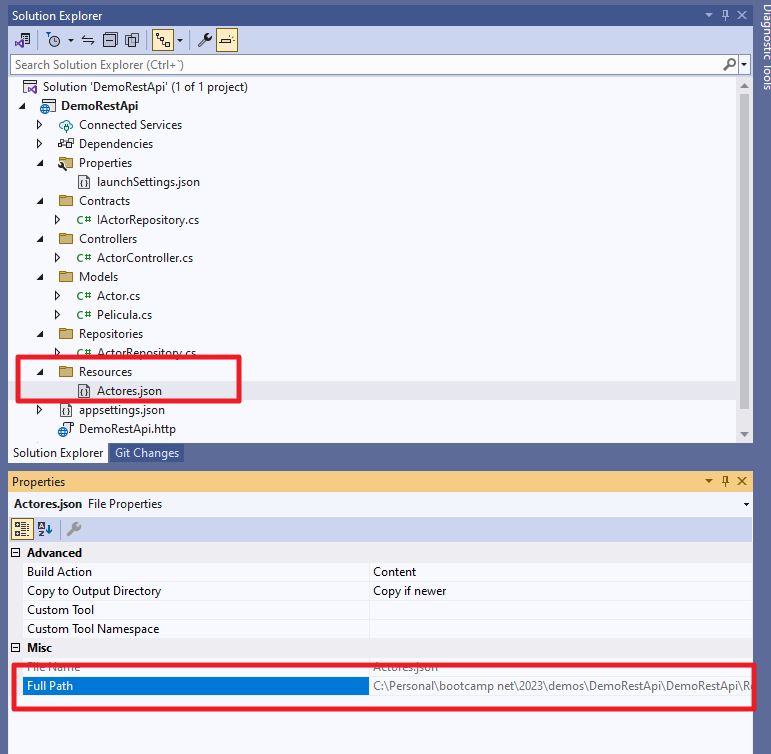 Solution Explorer
Search Solution Explorer (Ctrl+`)
Solution 'DemoRestApi' (1 of 1 project)
DemoRestApi
Connected Services
Dependencies
Properties
launchSettings.json
Contracts
C# IActorRepository.cs
Controllers
C# ActorController.cs
Models
C# Actor.cs
C# Pelicula.cs
Repositories
C# ActorRepository.cs
Resources
Actores.json
appsettings.json
DemoRestApi.http
Solution Explorer Git Changes
Properties
Actores.json File Properties
Advanced
Build Action Content
Copy to Output Directory Copy if newer
Custom Tool
Custom Tool Namespace
Misc
File Name Actores.json
Full Path C:\Personal\bootcamp net\2023\demos\DemoRestApi\DemoRestApi\Re
Diagnostic Tools